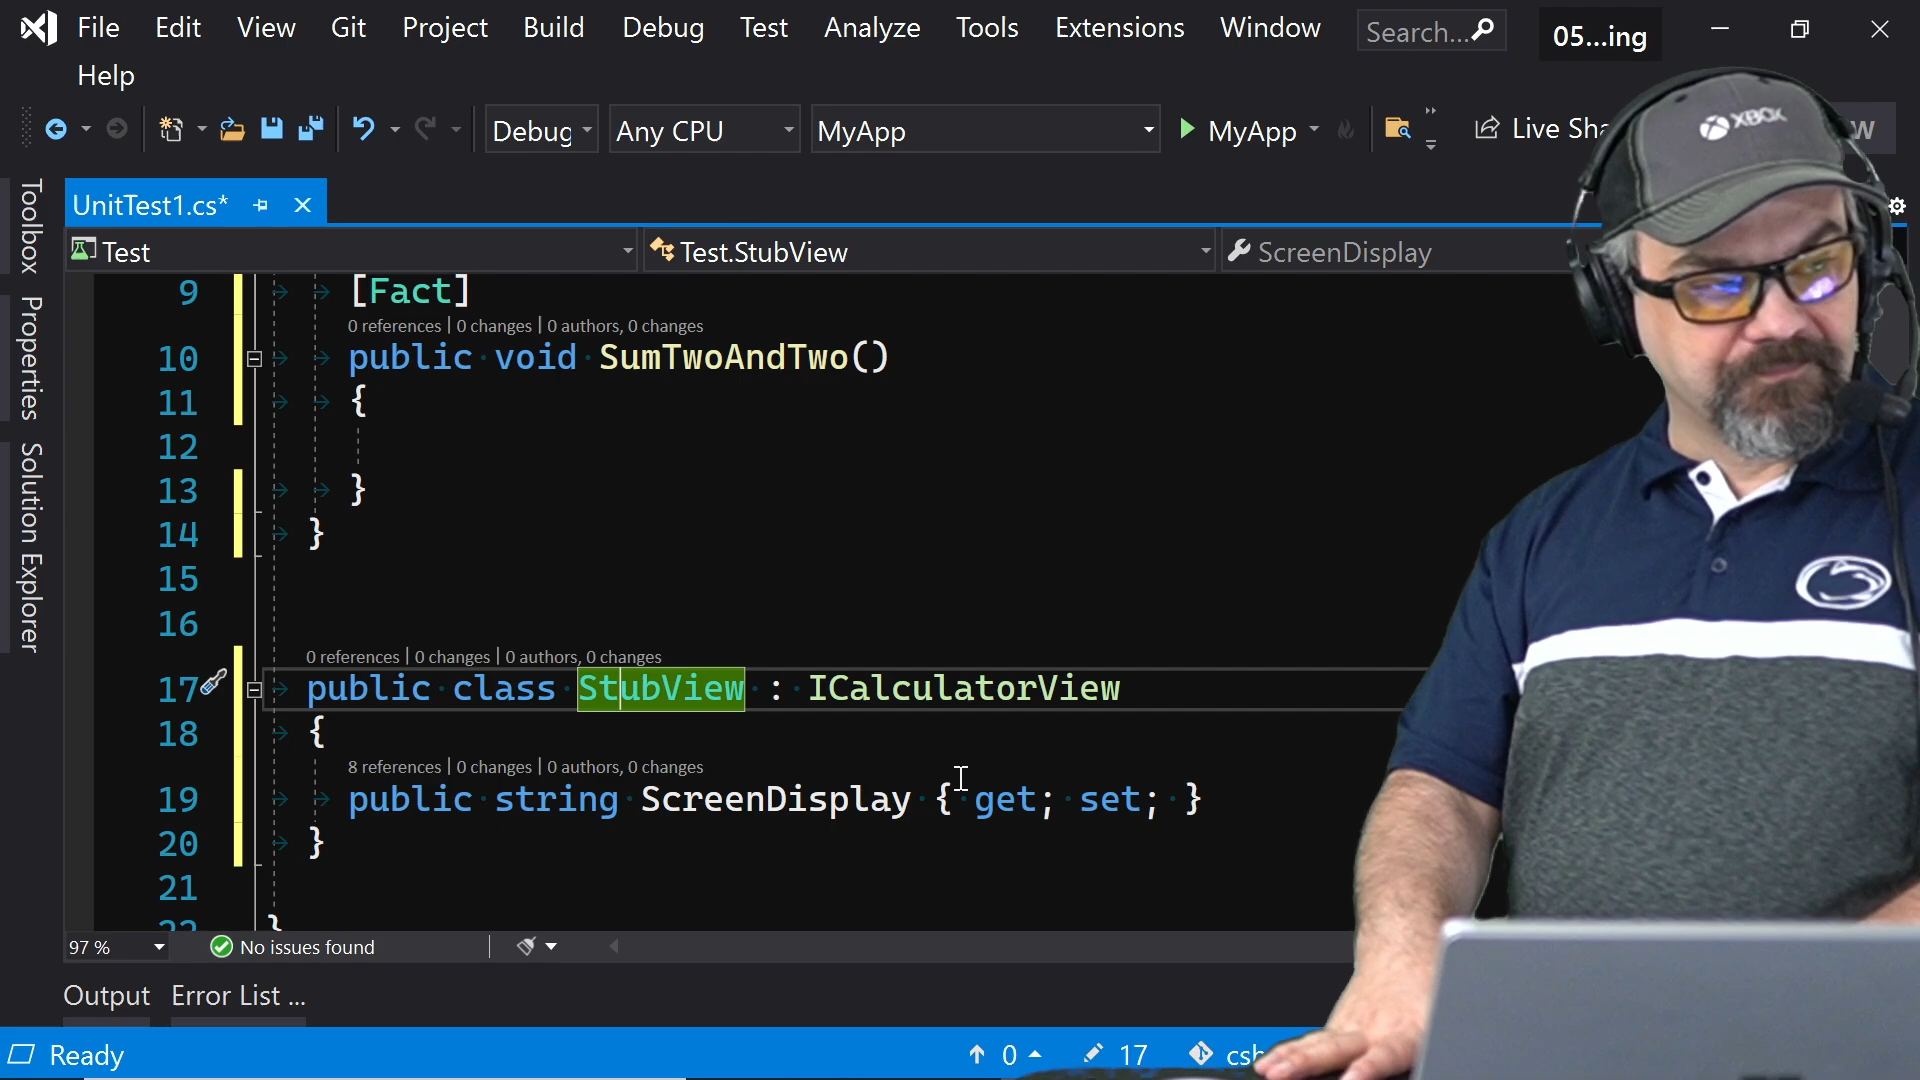 File Edit View Git Project Build Debug Test Analyze Tools Extensions Window Search... 05...ing
Help
Debug Any CPU MyApp MyApp Live Sha
XBOX
Toolbox
Properties
Solution Explorer
UnitTest1.cs*
Test Test.StubView ScreenDisplay
9 [Fact]
0 references | 0 changes | 0 authors, 0 changes
10 public void SumTwoAndTwo()
11 {
12
13 }
14 }
15
16
0 references | 0 changes | 0 authors, 0 changes
17 public class StubView : ICalculatorView
18 {
8 references | 0 changes | 0 authors, 0 changes
19 public string ScreenDisplay { get; set; }
20 }
21
22 }
97 % No issues found
Output Error List ...
Ready 0 17 csh